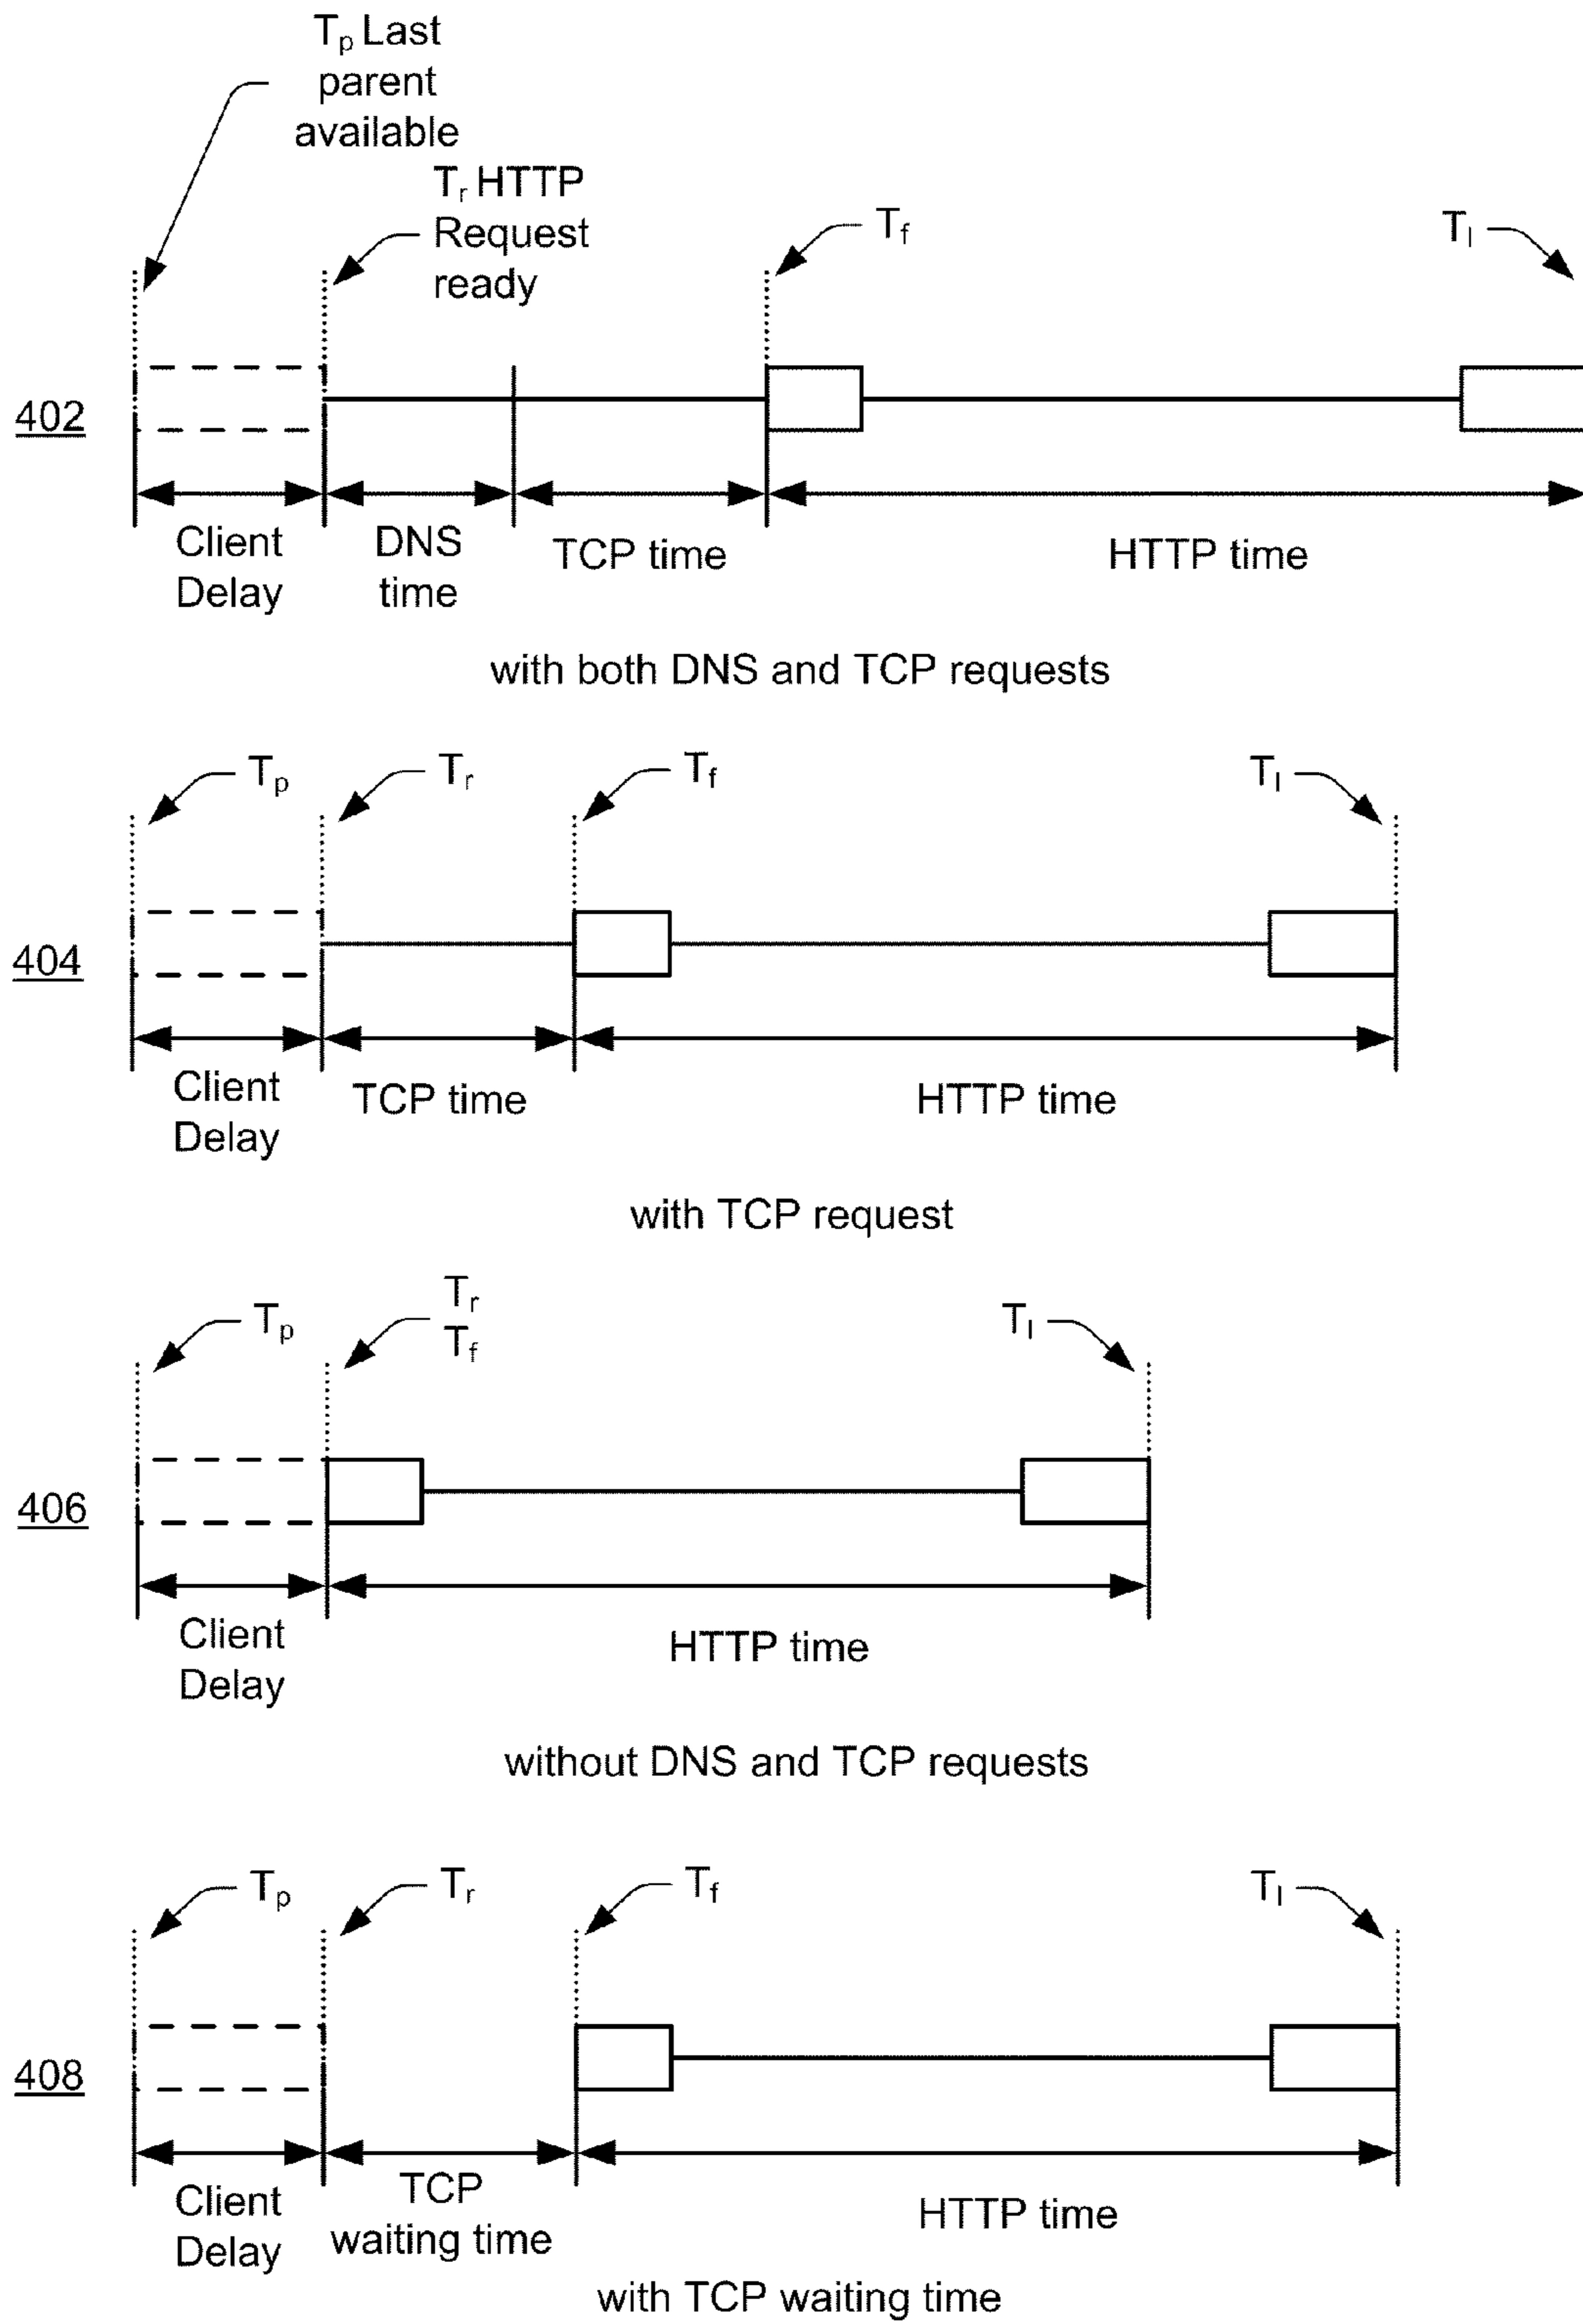 Tp Last
parent
available
Tr HTTP
Request
ready
Tf
Tl
402
Client
Delay
DNS
time
TCP time
HTTP time
with both DNS and TCP requests
Tp
Tr
Tf
Tl
404
Client
Delay
TCP time
HTTP time
with TCP request
Tp
Tr
Tf
Tl
406
Client
Delay
HTTP time
without DNS and TCP requests
Tp
Tr
Tf
Tl
408
Client
Delay
TCP
waiting time
HTTP time
with TCP waiting time